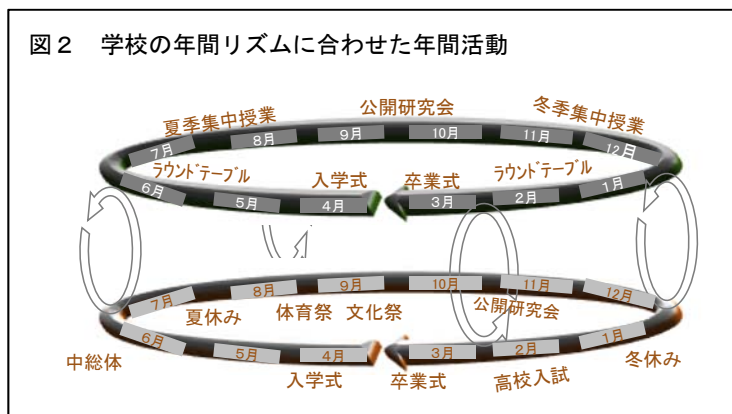 図２　学校の年間リズムに合わせた年間活動
夏季集中授業　公開研究会　冬季集中授業
7月　8月　9月　10月　11月　12月
ﾗｳﾝﾄﾞﾃｰﾌﾞﾙ　入学式　卒業式　ﾗｳﾝﾄﾞﾃｰﾌﾞﾙ
6月　5月　4月　3月　2月　1月
7月　8月　9月　10月　11月　12月
夏休み　体育祭　文化祭　公開研究会
6月　5月　4月　3月　2月　1月
中総体　入学式　卒業式　高校入試　冬休み